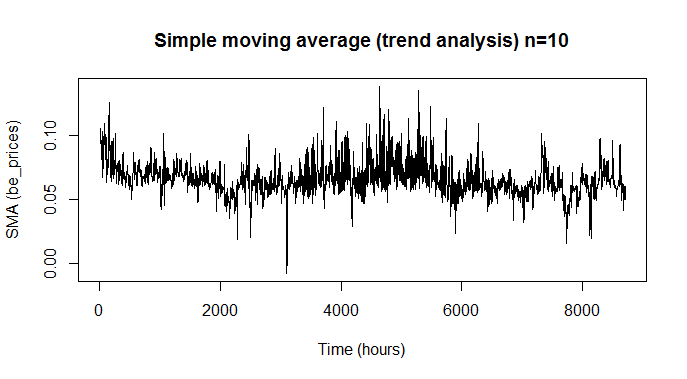 Simple moving average (trend analysis) n=10
SMA (be_prices)
0.10
0.05
0.00
0 2000 4000 6000 8000
Time (hours)